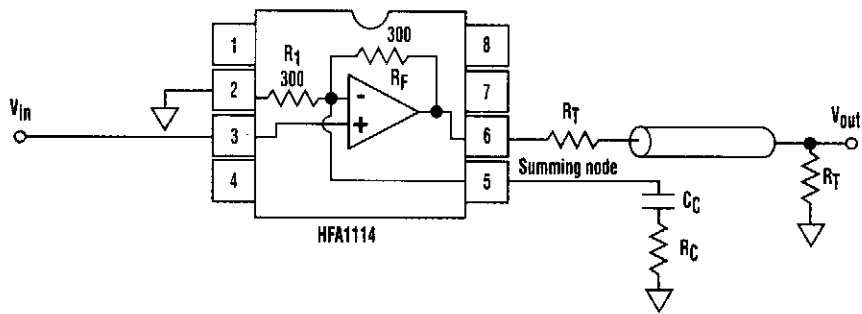 300
R1
300
RF
-
+
1
2
3
4
8
7
6
5
Vin
RT
Vout
RT
Summing node
CC
RC
HFA1114